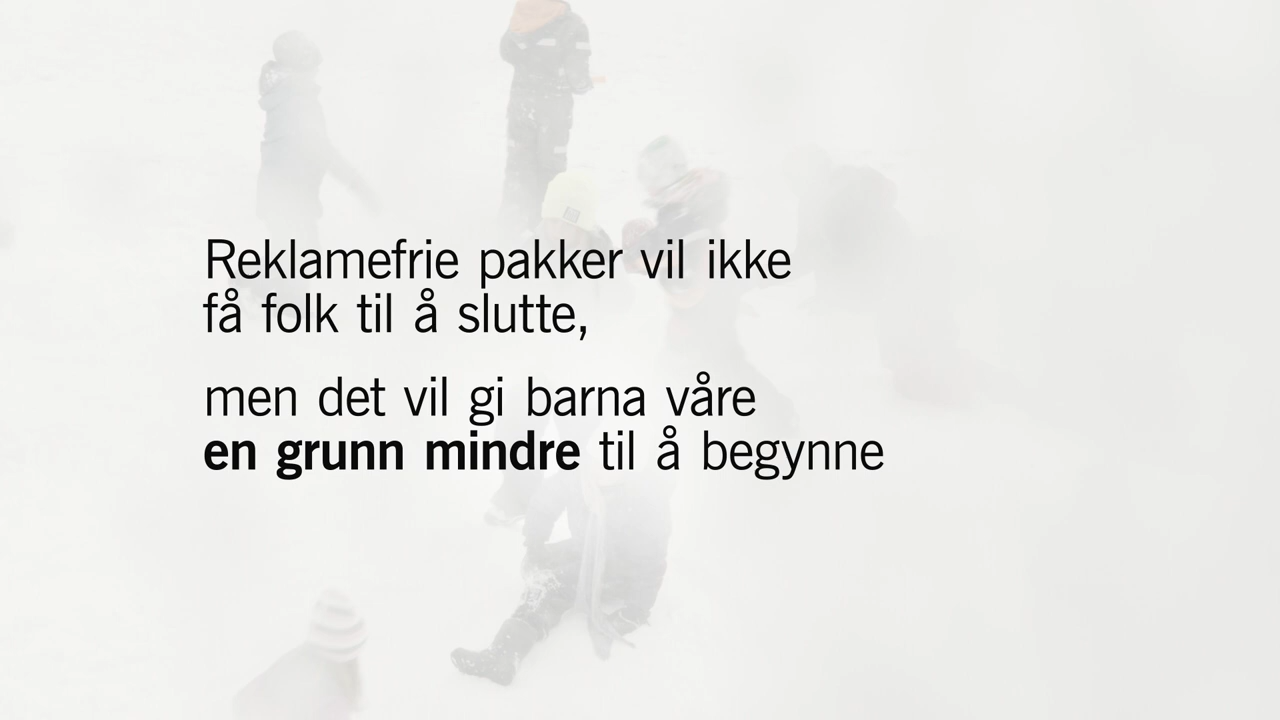 Reklamefrie pakker vil ikke
få folk til å slutte,
men det vil gi barna våre
en grunn mindre til å begynne